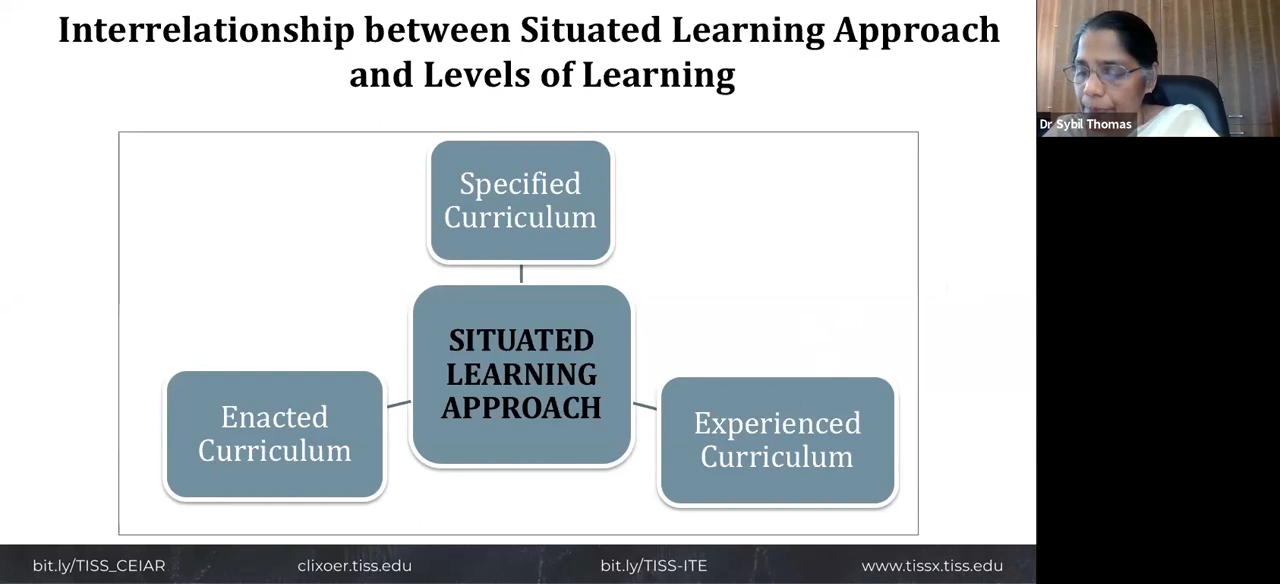 Interrelationship between Situated Learning Approach
and Levels of Learning
Dr Sybil Thomas
Specified
Curriculum
SITUATED
LEARNING
APPROACH
Enacted
Curriculum
Experienced
Curriculum
bit.ly/TISS_CEIAR
clixoer.tiss.edu
bit.ly/TISS-ITE
www.tissx.tiss.edu